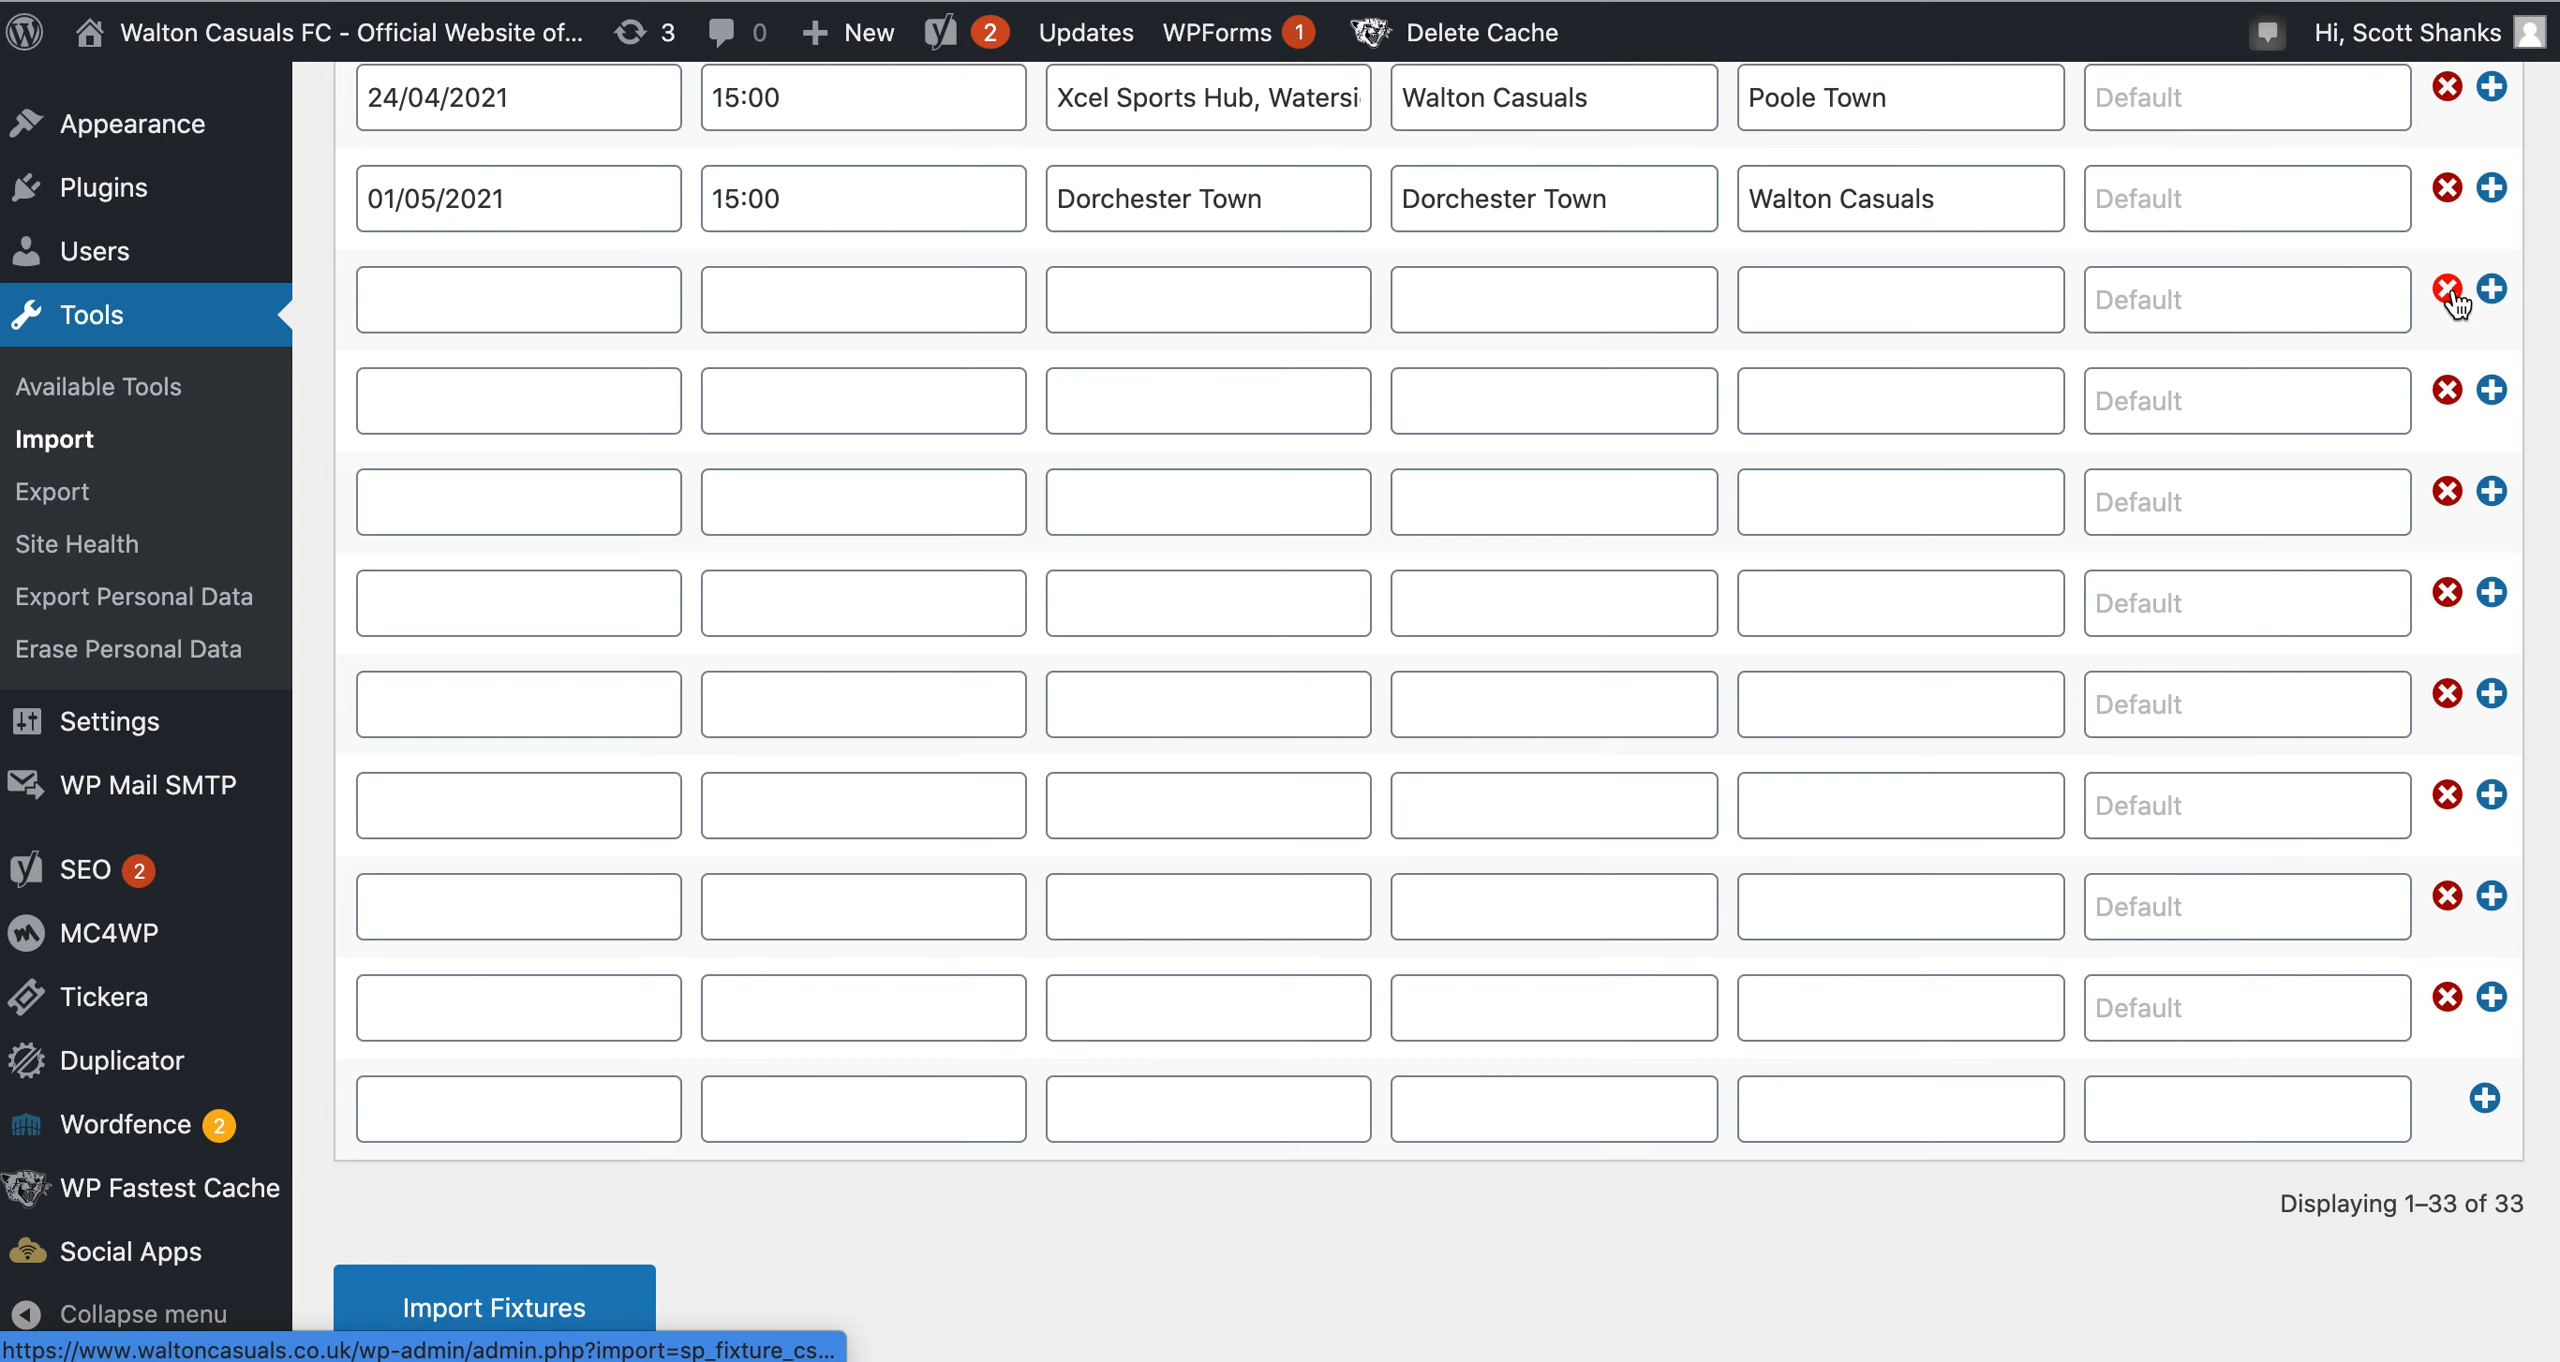 Walton Casuals FC - Official Website of... 3 0 New 2 Updates WPForms 1 Delete Cache Hi, Scott Shanks
Appearance
Plugins
Users
Tools
Available Tools
Import
Export
Site Health
Export Personal Data
Erase Personal Data
Settings
WP Mail SMTP
SEO 2
MC4WP
Tickera
Duplicator
Wordfence 2
WP Fastest Cache
Social Apps
Collapse menu
24/04/2021 15:00 Xcel Sports Hub, Watersi Walton Casuals Poole Town Default
01/05/2021 15:00 Dorchester Town Dorchester Town Walton Casuals Default
Default
Default
Default
Default
Default
Default
Default
Default
Displaying 1–33 of 33
Import Fixtures
https://www.waltoncasuals.co.uk/wp-admin/admin.php?import=sp_fixture_cs...